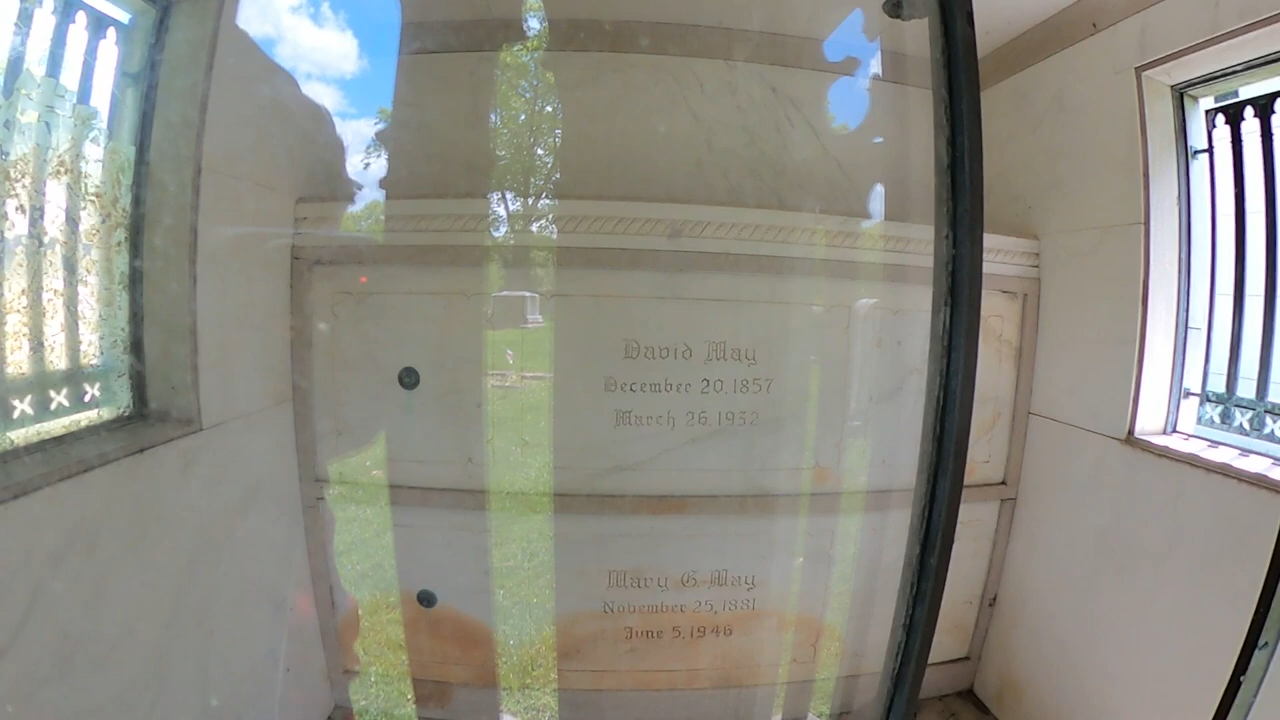 David May
December 20, 1857
March 26, 1932
Mary G. May
November 25, 1881
June 5, 1946